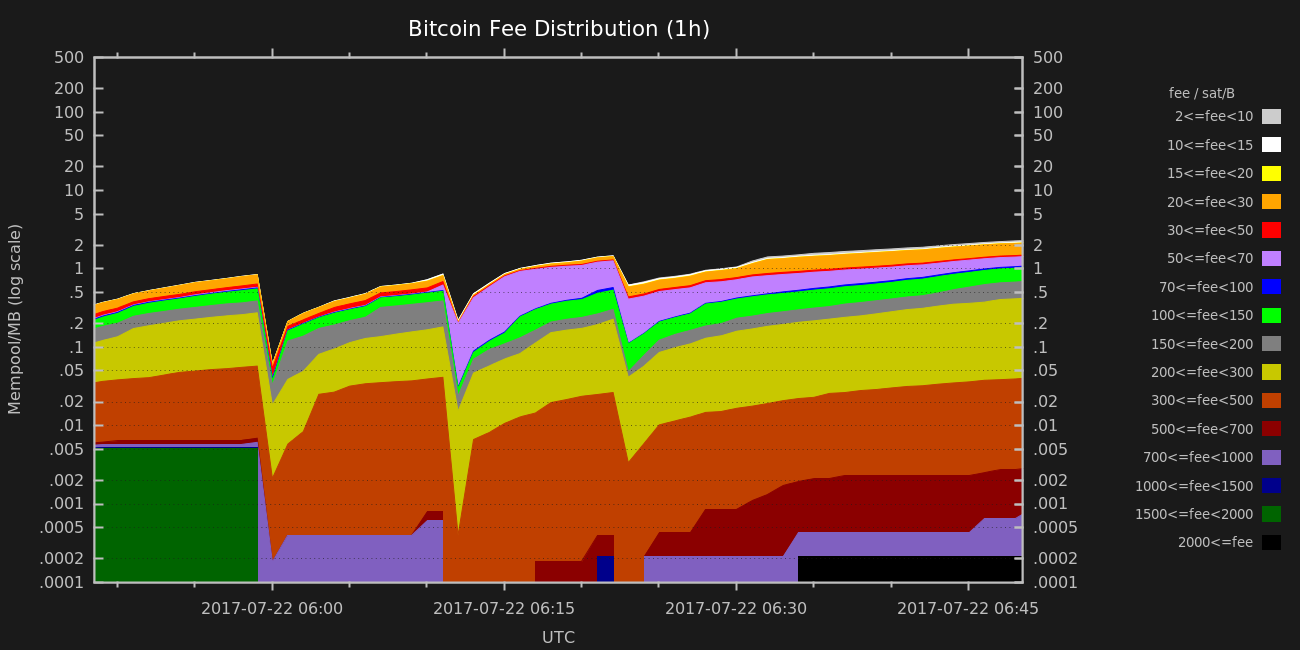 Bitcoin Fee Distribution (1h)
500
200
100
50
20
10
5
2
1
.5
.2
.1
.05
.02
.01
.005
.002
.001
.0005
.0002
.0001
Mempool/MB (log scale)
500
200
100
50
20
10
5
2
1
.5
.2
.1
.05
.02
.01
.005
.002
.001
.0005
.0002
.0001
2017-07-22 06:00
2017-07-22 06:15
2017-07-22 06:30
2017-07-22 06:45
UTC
fee / sat/B
2<=fee<10
10<=fee<15
15<=fee<20
20<=fee<30
30<=fee<50
50<=fee<70
70<=fee<100
100<=fee<150
150<=fee<200
200<=fee<300
300<=fee<500
500<=fee<700
700<=fee<1000
1000<=fee<1500
1500<=fee<2000
2000<=fee